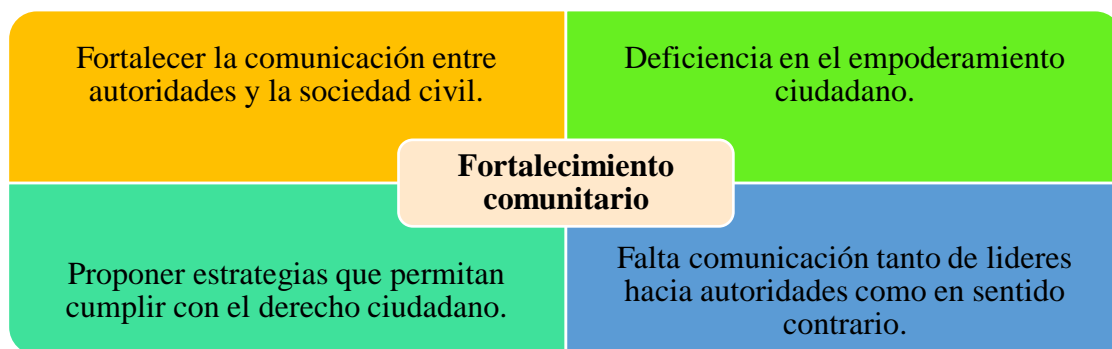 Fortalecer la comunicación entre
autoridades y la sociedad civil.
Deficiencia en el empoderamiento
ciudadano.
Fortalecimiento
comunitario
Proponer estrategias que permitan
cumplir con el derecho ciudadano.
Falta comunicación tanto de lideres
hacia autoridades como en sentido
contrario.